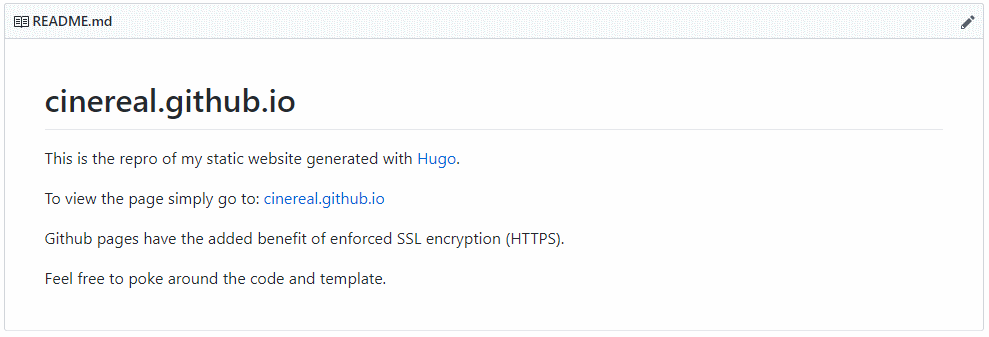 README.md
cinereal.github.io
This is the repro of my static website generated with Hugo.
To view the page simply go to: cinereal.github.io
Github pages have the added benefit of enforced SSL encryption (HTTPS).
Feel free to poke around the code and template.